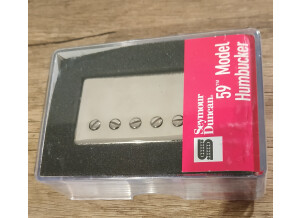 Seymour
Duncan.
59™ Model
Humbucker